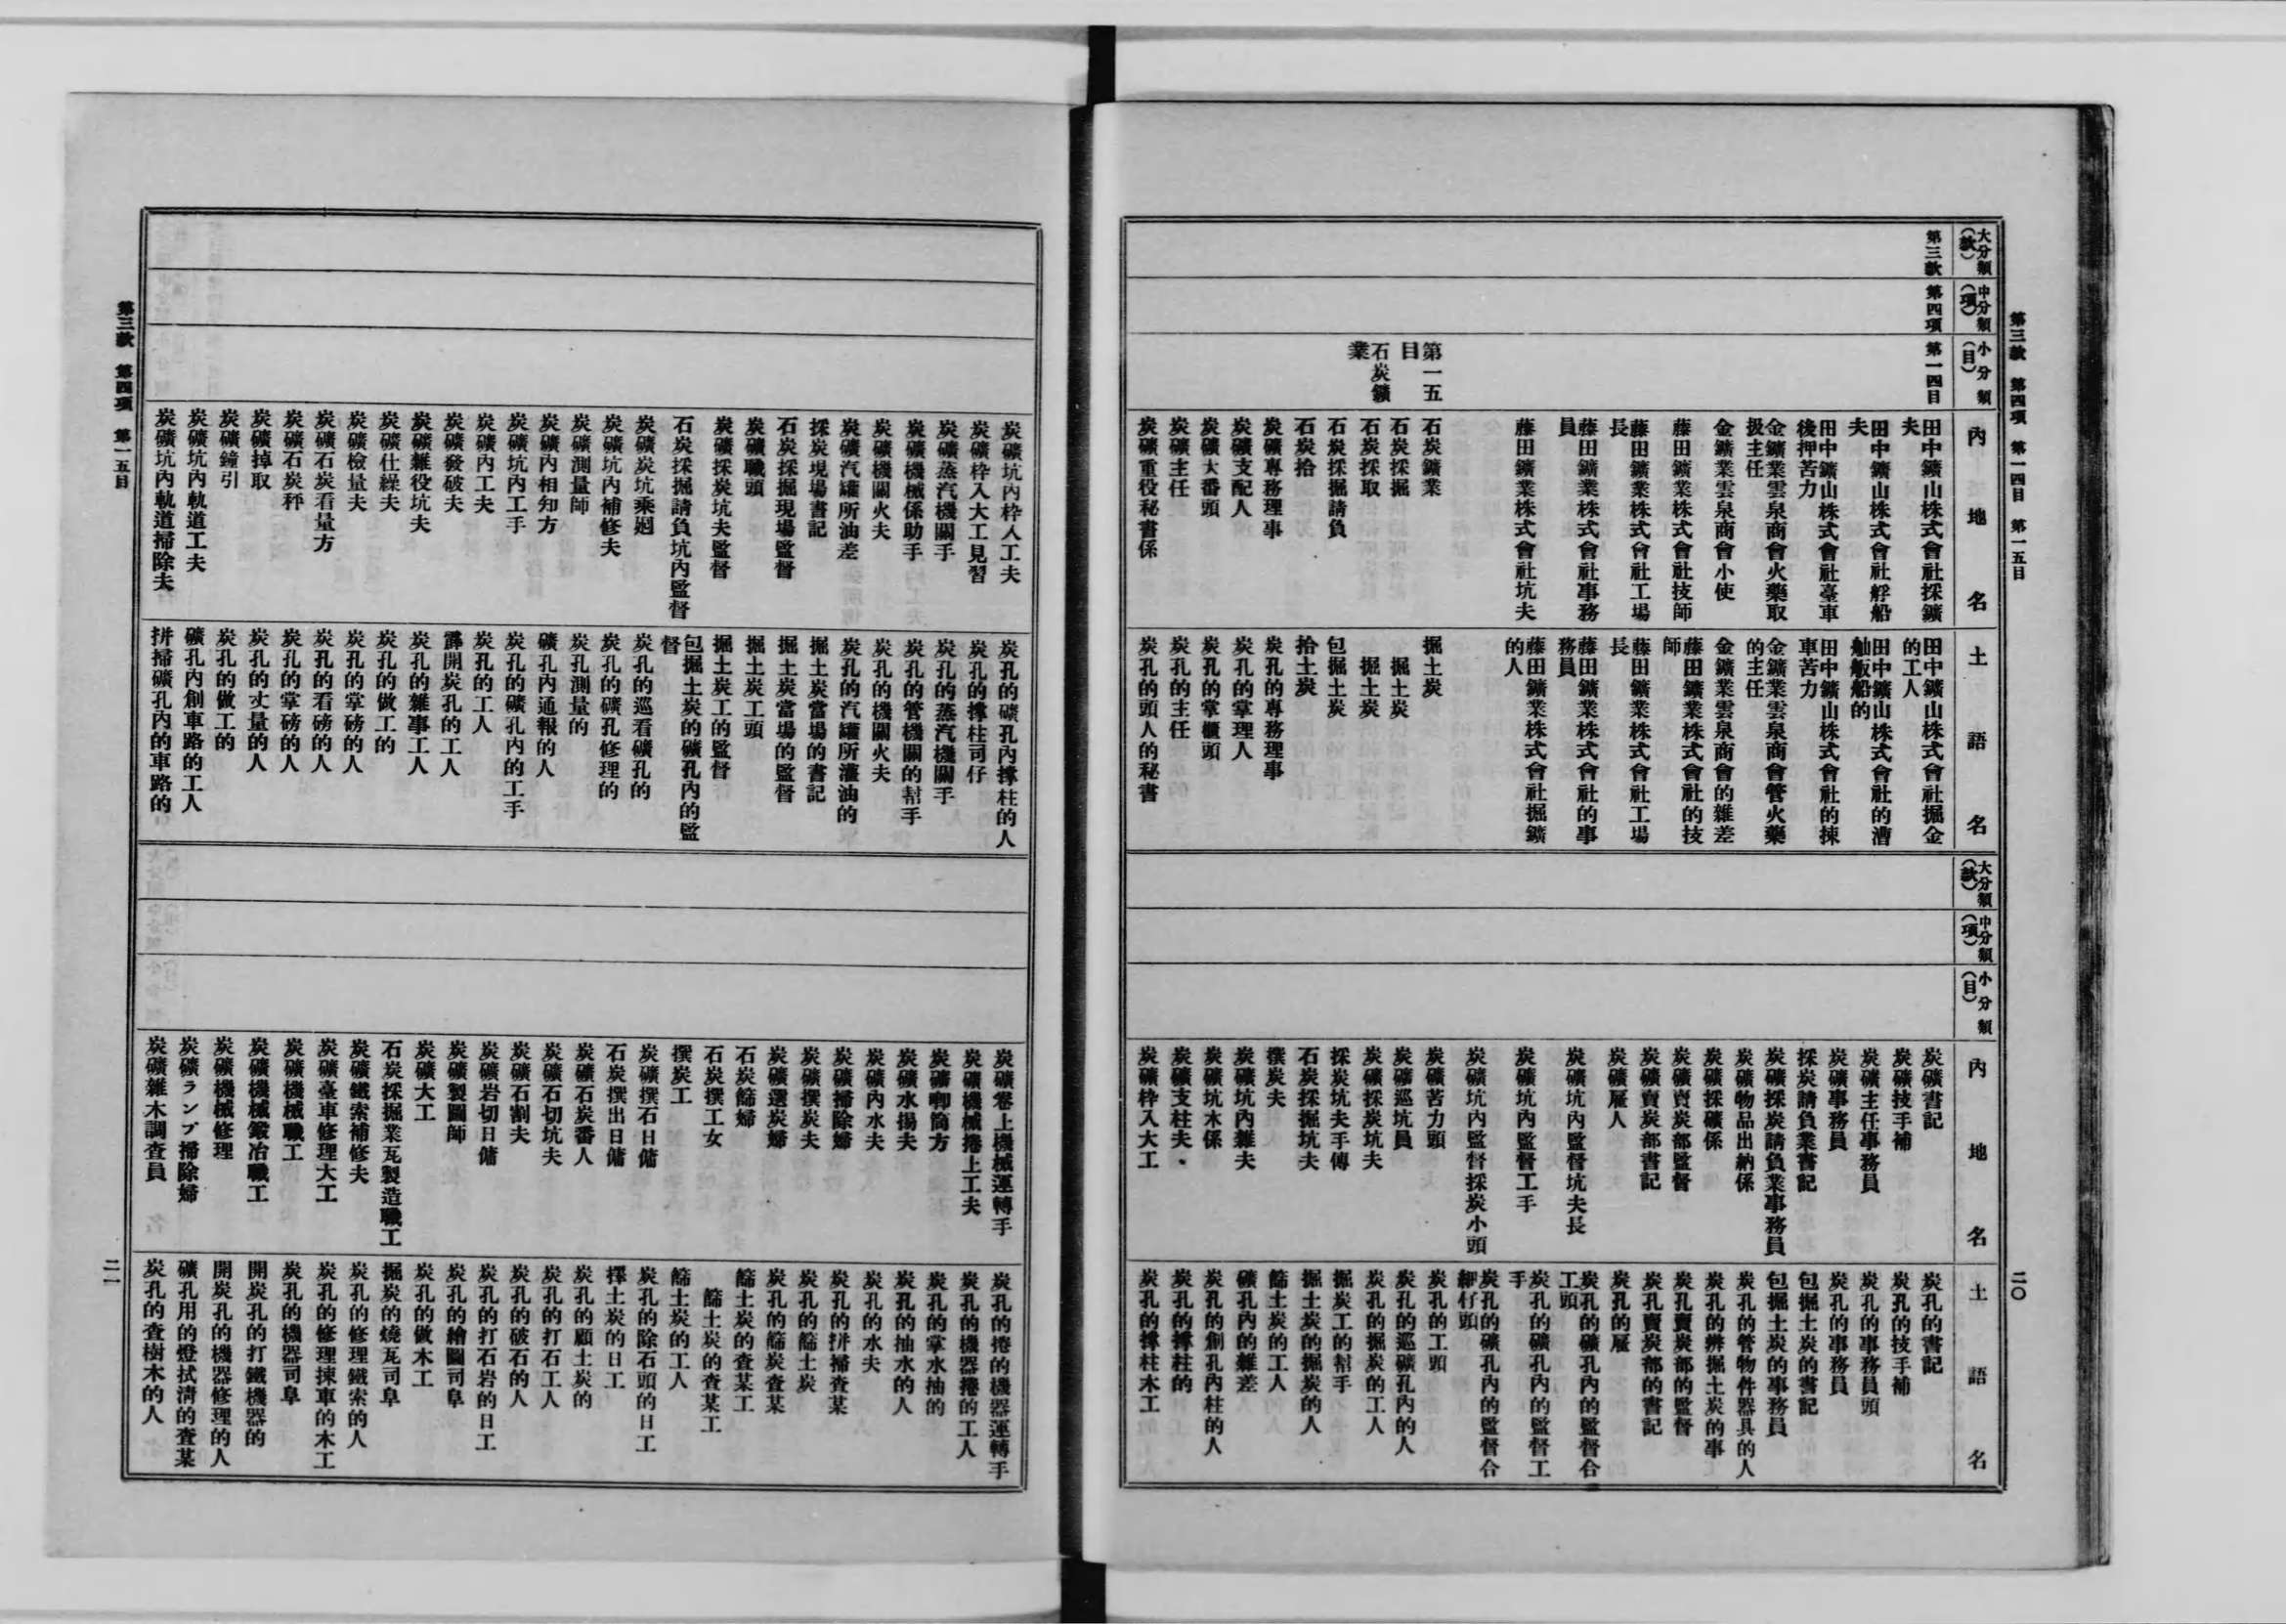 第三款 第四項 第一四目 第一五目
二〇
大分類（款）
中分類（項）
小分類（目）
內地名
土語名
第三款
第四項
第一四目
田中鑛山株式會社採鑛夫
田中鑛山株式會社艀船夫
田中鑛山株式會社臺車後押苦力
金鑛業雲泉商會火藥取扱主任
金鑛業雲泉商會小使
藤田鑛業株式會社技師
藤田鑛業株式會社工場長
藤田鑛業株式會社事務員
藤田鑛業株式會社坑夫
第一五目
石炭鑛業
石炭鑛業
石炭採掘
石炭採取
石炭採掘請負
石炭拾
炭礦專務理事
炭礦支配人
炭礦大番頭
炭礦主任
炭礦重役秘書係
田中鑛山株式會社掘金的工人
田中鑛山株式會社的漕舢舨船的
田中鑛山株式會社的揀車苦力
金鑛業雲泉商會管火藥的主任
金鑛業雲泉商會的雜差
藤田鑛業株式會社的技師
藤田鑛業株式會社工場長
藤田鑛業株式會社的事務員
藤田鑛業株式會社掘鑛的人
掘土炭
掘土炭
掘土炭
包掘土炭
拾土炭
炭孔的專務理事
炭孔的掌理人
炭孔的掌櫃頭
炭孔的主任
炭孔的頭人的秘書
大分類（款）
中分類（項）
小分類（目）
內地名
土語名
炭礦書記
炭礦技手補
炭礦主任事務員
炭礦事務員
採炭請負業書記
炭礦採炭請負業事務員
炭礦物品出納係
炭礦採礦係
炭礦賣炭部監督
炭礦賣炭部書記
炭礦雇人
炭礦坑內監督坑夫長
炭礦坑內監督工手
炭礦坑內監督採炭小頭
炭礦苦力頭
炭礦巡坑員
炭礦採炭坑夫
採炭坑夫手傳
石炭採掘坑夫
撰炭夫
炭礦坑內雜夫
炭礦坑木係
炭礦支柱夫
炭礦枠入大工
炭孔的書記
炭孔的技手補
炭孔的事務員頭
炭孔的事務員
包掘土炭的書記
包掘土炭的事務員
炭孔的管物件器具的人
炭孔的辨掘土炭的事
炭孔賣炭部的監督
炭孔賣炭部的書記
炭孔的雇
炭孔的礦孔內的監督合工頭
炭孔的礦孔內的監督工手
炭孔的礦孔內的監督合細仔頭
炭孔的工頭
炭孔的巡礦孔內的人
炭孔的掘炭的工人
掘炭工的幇手
掘土炭的掘炭的人
篩土炭的工人
礦孔內的雜差
炭孔的創孔內柱的人
炭孔的撑柱的
炭孔的撑柱木工
炭礦坑內枠人工夫
炭礦枠入大工見習
炭礦蒸汽機關手
炭礦機械係助手
炭礦機關火夫
炭礦汽罐所油差
採炭現場書記
石炭採掘現場監督
炭礦職頭
炭礦採炭坑夫監督
石炭採掘請負坑內監督
炭礦炭坑乘廻
炭礦坑內補修夫
炭礦測量師
炭礦內相知方
炭礦坑內工手
炭礦內工夫
炭礦發破夫
炭礦雜役坑夫
炭礦仕繰夫
炭礦檢量夫
炭礦石炭看量方
炭礦石炭秤
炭礦掉取
炭礦鐘引
炭礦坑內軌道工夫
炭礦坑內軌道掃除夫
炭孔的礦孔內撑柱的人
炭孔的撑柱司仔
炭孔的蒸汽機關手
炭孔的管機關的幇手
炭孔的機關火夫
炭孔的汽罐所灌油的
掘土炭當場的書記
掘土炭當場的監督
掘土炭工頭
掘土炭工的監督
包掘土炭的礦孔內的監督
炭孔的巡看礦孔的
炭孔的礦孔修理的
炭孔測量的
礦孔內通報的人
炭孔的礦孔內的工手
炭孔的工人
霹開炭孔的工人
炭孔的雜事工人
炭孔的做工的
炭孔的掌磅的人
炭孔的看磅的人
炭孔的掌磅的人
炭孔的丈量的人
炭孔的做工的
礦孔內創車路的工人
拼掃礦孔內的車路的
炭礦卷上機械運轉手
炭礦機械捲上工夫
炭礦喞筒方
炭礦水揚夫
炭礦內水夫
炭礦掃除婦
炭礦撰炭夫
炭礦選炭婦
石炭篩婦
石炭撰工女
撰炭工
炭礦撰石日傭
石炭撰出日傭
炭礦石炭番人
炭礦石切坑夫
炭礦石割夫
炭礦岩切日傭
炭礦製圖師
炭礦大工
石炭採掘業瓦製造職工
炭礦鐵索補修夫
炭礦臺車修理大工
炭礦機械職工
炭礦機械鍛冶職工
炭礦機械修理
炭礦ランプ掃除婦
炭礦雜木調查員
炭孔的捲的機器運轉手
炭孔的機器捲的工人
炭孔的掌水抽的
炭孔的抽水的人
炭孔的水夫
炭孔的拼掃查某
炭孔的篩土炭
炭孔的篩炭查某
篩土炭的查某工
篩土炭的查某工
篩土炭的工人
炭孔的除石頭的日工
擇土炭的日工
炭孔的顧土炭的
炭孔的打石工人
炭孔的破石的人
炭孔的打石岩的日工
炭孔的繪圖司阜
炭孔的做木工
掘炭的燒瓦司阜
炭孔的修理鐵索的人
炭孔的修理揀車的木工
炭孔的機器司阜
開炭孔的打鐵機器的
開炭孔的機器修理的人
礦孔用的燈拭清的查某
炭孔的查樹木的人
第三款 第四項 第一五目
二一